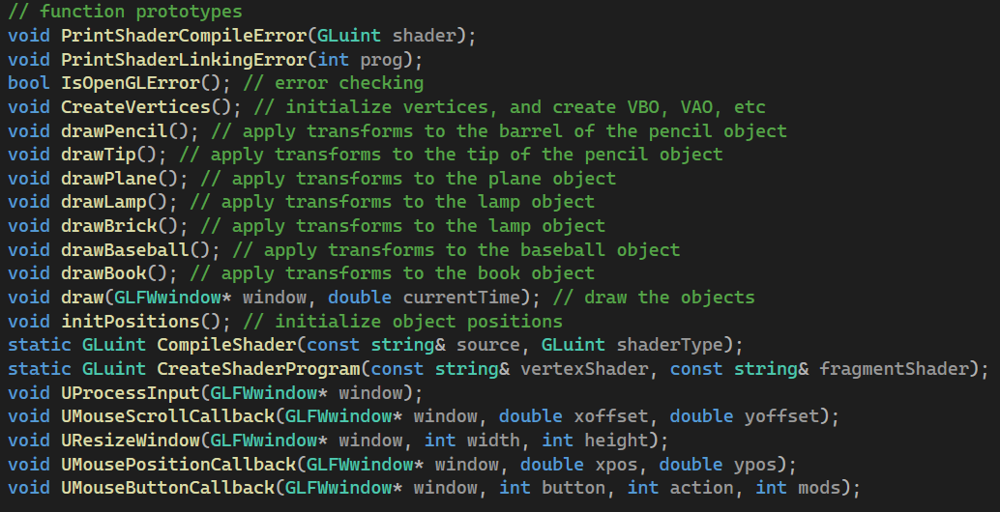 // function prototypes
void PrintShaderCompileError(GLuint shader);
void PrintShaderLinkingError(int prog);
bool IsOpenGLError(); // error checking
void CreateVertices(); // initialize vertices, and create VBO, VAO, etc
void drawPencil(); // apply transforms to the barrel of the pencil object
void drawTip(); // apply transforms to the tip of the pencil object
void drawPlane(); // apply transforms to the plane object
void drawLamp(); // apply transforms to the lamp object
void drawBrick(); // apply transforms to the lamp object
void drawBaseball(); // apply transforms to the baseball object
void drawBook(); // apply transforms to the book object
void draw(GLFWwindow* window, double currentTime); // draw the objects
void initPositions(); // initialize object positions
static GLuint CompileShader(const string& source, GLuint shaderType);
static GLuint CreateShaderProgram(const string& vertexShader, const string& fragmentShader);
void UProcessInput(GLFWwindow* window);
void UMouseScrollCallback(GLFWwindow* window, double xoffset, double yoffset);
void UResizeWindow(GLFWwindow* window, int width, int height);
void UMousePositionCallback(GLFWwindow* window, double xpos, double ypos);
void UMouseButtonCallback(GLFWwindow* window, int button, int action, int mods);